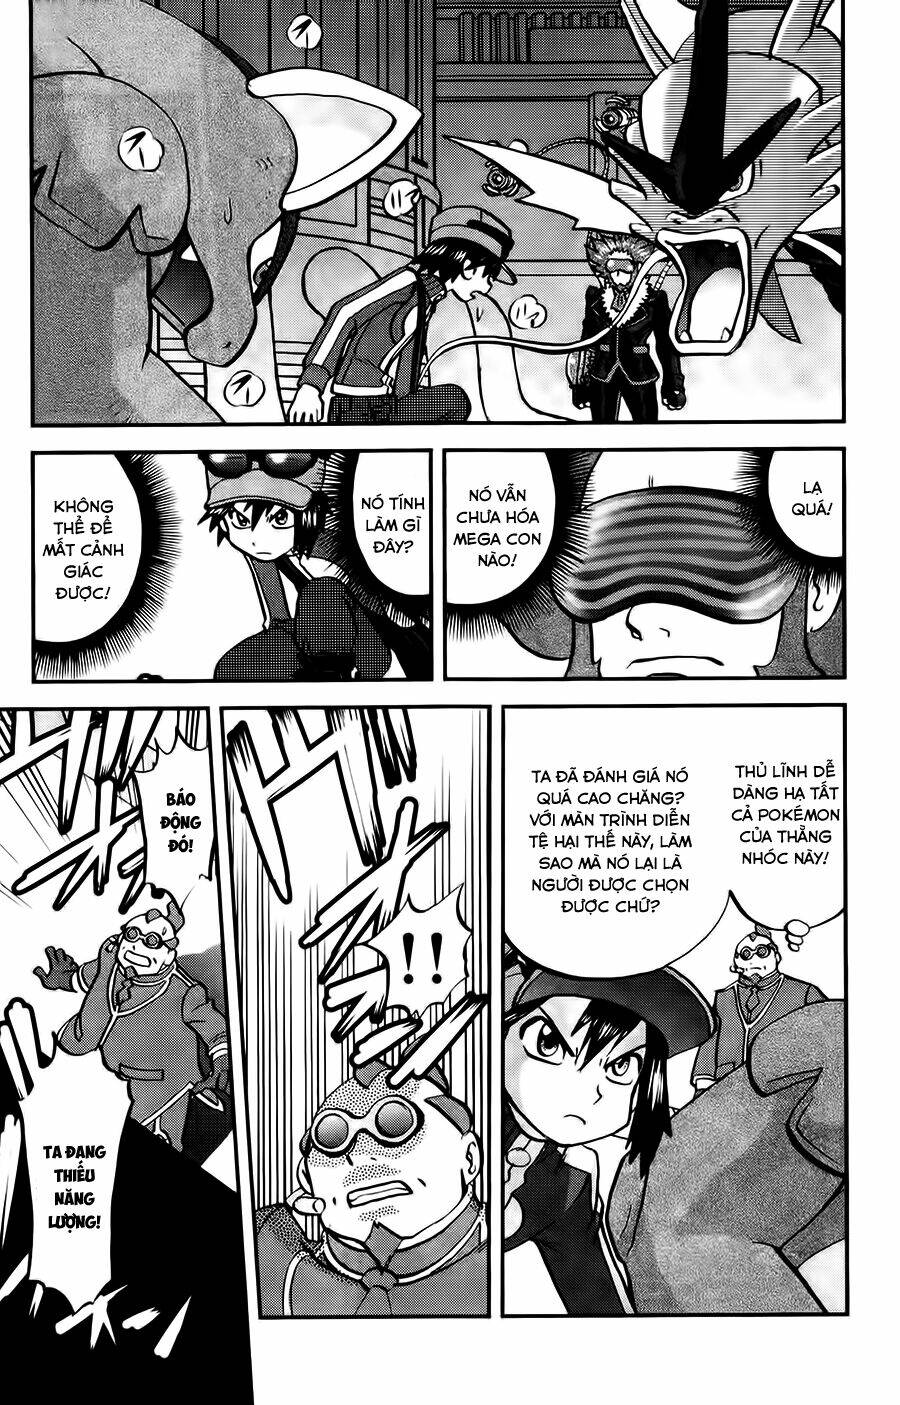 LẠ
QUÁ!
NÓ VẪN
CHƯA HÓA
MEGA CON
NÀO!
NÓ TÍNH
LÀM GÌ
ĐÂY?
KHÔNG
THỂ ĐỂ
MẤT CẢNH
GIÁC
ĐƯỢC!
THỦ LĨNH DỄ
DÀNG HẠ TẤT
CẢ POKÉMON
CỦA THẰNG
NHÓC NÀY!
TA ĐÃ ĐÁNH GIÁ NÓ
QUÁ CAO CHĂNG?
VỚI MÀN TRÌNH DIỄN
TỆ HẠI THẾ NÀY, LÀM
SAO MÀ NÓ LẠI LÀ
NGƯỜI ĐƯỢC CHỌN
ĐƯỢC CHỨ?
!!
BÁO
ĐỘNG
ĐỎ!
TA ĐANG
THIẾU
NĂNG
LƯỢNG!